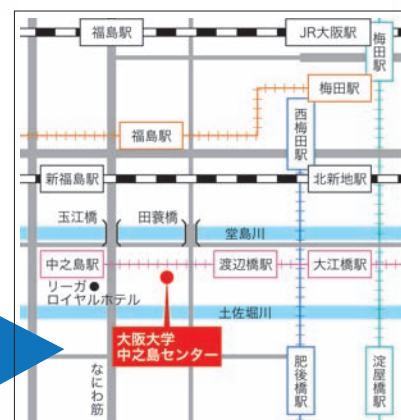 福島駅
JR大阪駅
梅田駅
梅田駅
福島駅
西梅田駅
新福島駅
北新地駅
玉江橋
田蓑橋
堂島川
中之島駅
渡辺橋駅
大江橋駅
リーガ
ロイヤルホテル
土佐堀川
大阪大学
中之島センター
なにわ筋
肥後橋駅
淀屋橋駅